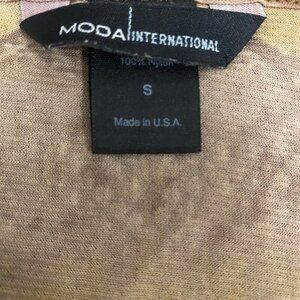 MODA INTERNATIONAL
100% Nylon
S
Made in U.S.A.